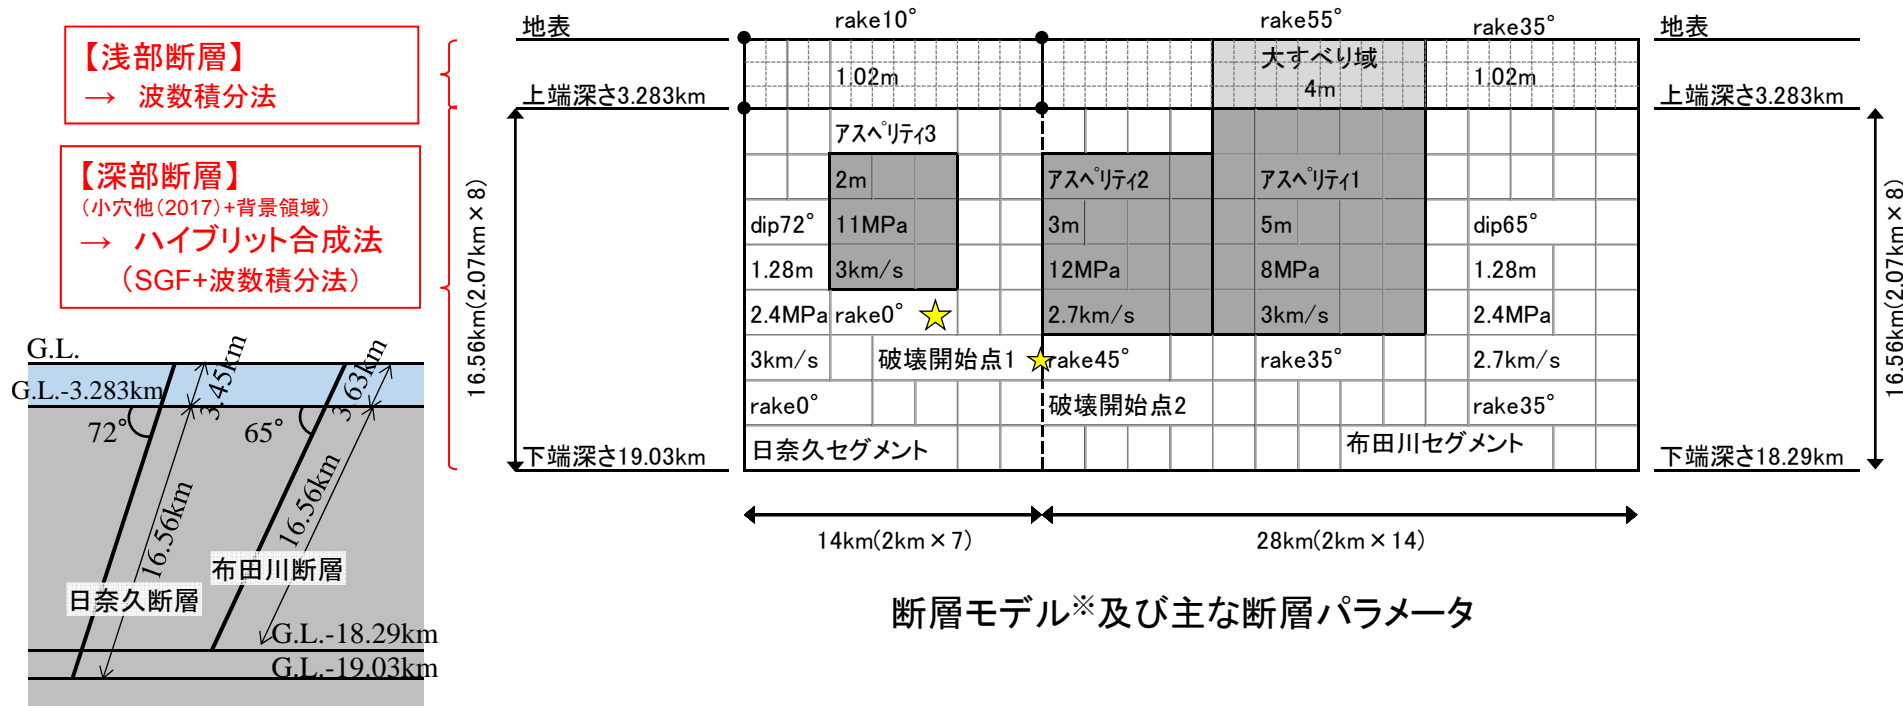 【浅部断層】
→ 波数積分法
【深部断層】
(小穴他(2017)+背景領域)
→ ハイブリット合成法
(SGF+波数積分法)
G.L.
G.L.-3.283km
3.45km
3.63km
72°
65°
16.56km
16.56km
日奈久断層
布田川断層
G.L.-18.29km
G.L.-19.03km
地表
上端深さ3.283km
16.56km(2.07km×8)
下端深さ19.03km
rake10°
rake55°
rake35°
1.02m
大すべり域
4m
1.02m
アスペリティ3
2m
11MPa
3km/s
dip72°
1.28m
2.4MPa
3km/s
rake0°
rake0°
破壊開始点1
日奈久セグメント
アスペリティ2
3m
12MPa
2.7km/s
rake45°
破壊開始点2
アスペリティ1
5m
8MPa
3km/s
rake35°
dip65°
1.28m
2.4MPa
2.7km/s
rake35°
布田川セグメント
地表
上端深さ3.283km
16.56km(2.07km×8)
下端深さ18.29km
14km(2km×7)
28km(2km×14)
断層モデル※及び主な断層パラメータ